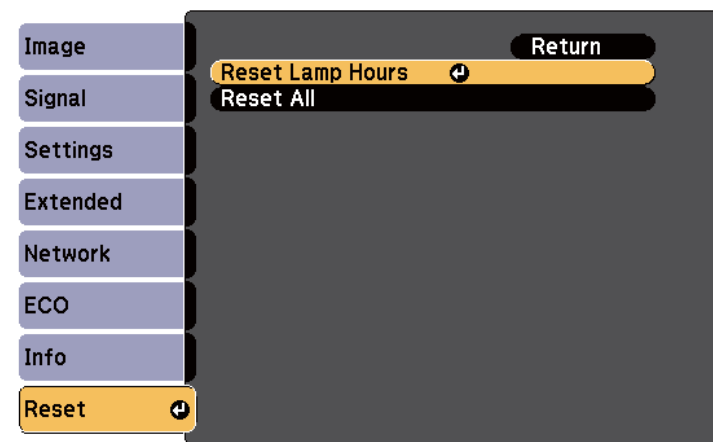 Image
Signal
Settings
Extended
Network
ECO
Info
Reset
Return
Reset Lamp Hours
Reset All